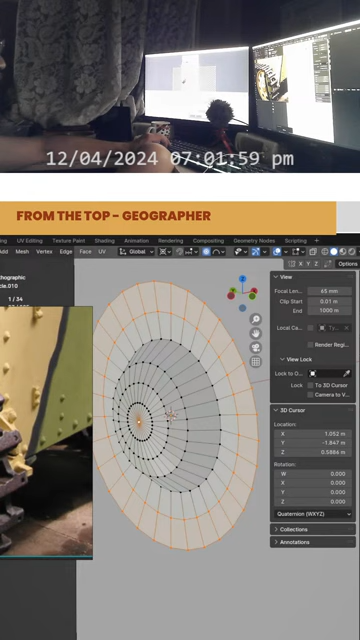 12/04/2024 07:01:59 pm
FROM THE TOP – GEOGRAPHER
UV Editing Texture Paint Shading Animation Rendering Compositing Geometry Nodes Scripting +
Add Mesh Vertex Edge Face UV
Options
View
Focal Len... 65 mm
Clip Start 0.01 m
End 1000 m
Local Ca...
Render Regi...
View Lock
Lock to O...
Lock To 3D Cursor
Camera to V...
3D Cursor
Location:
X 1.052 m
Y -1.847 m
Z 0.5886 m
Rotation:
W 0.000
X 0.000
Y 0.000
Z 0.000
Quaternion (WXYZ)
Collections
Annotations
thographic
cle.010
1 / 34